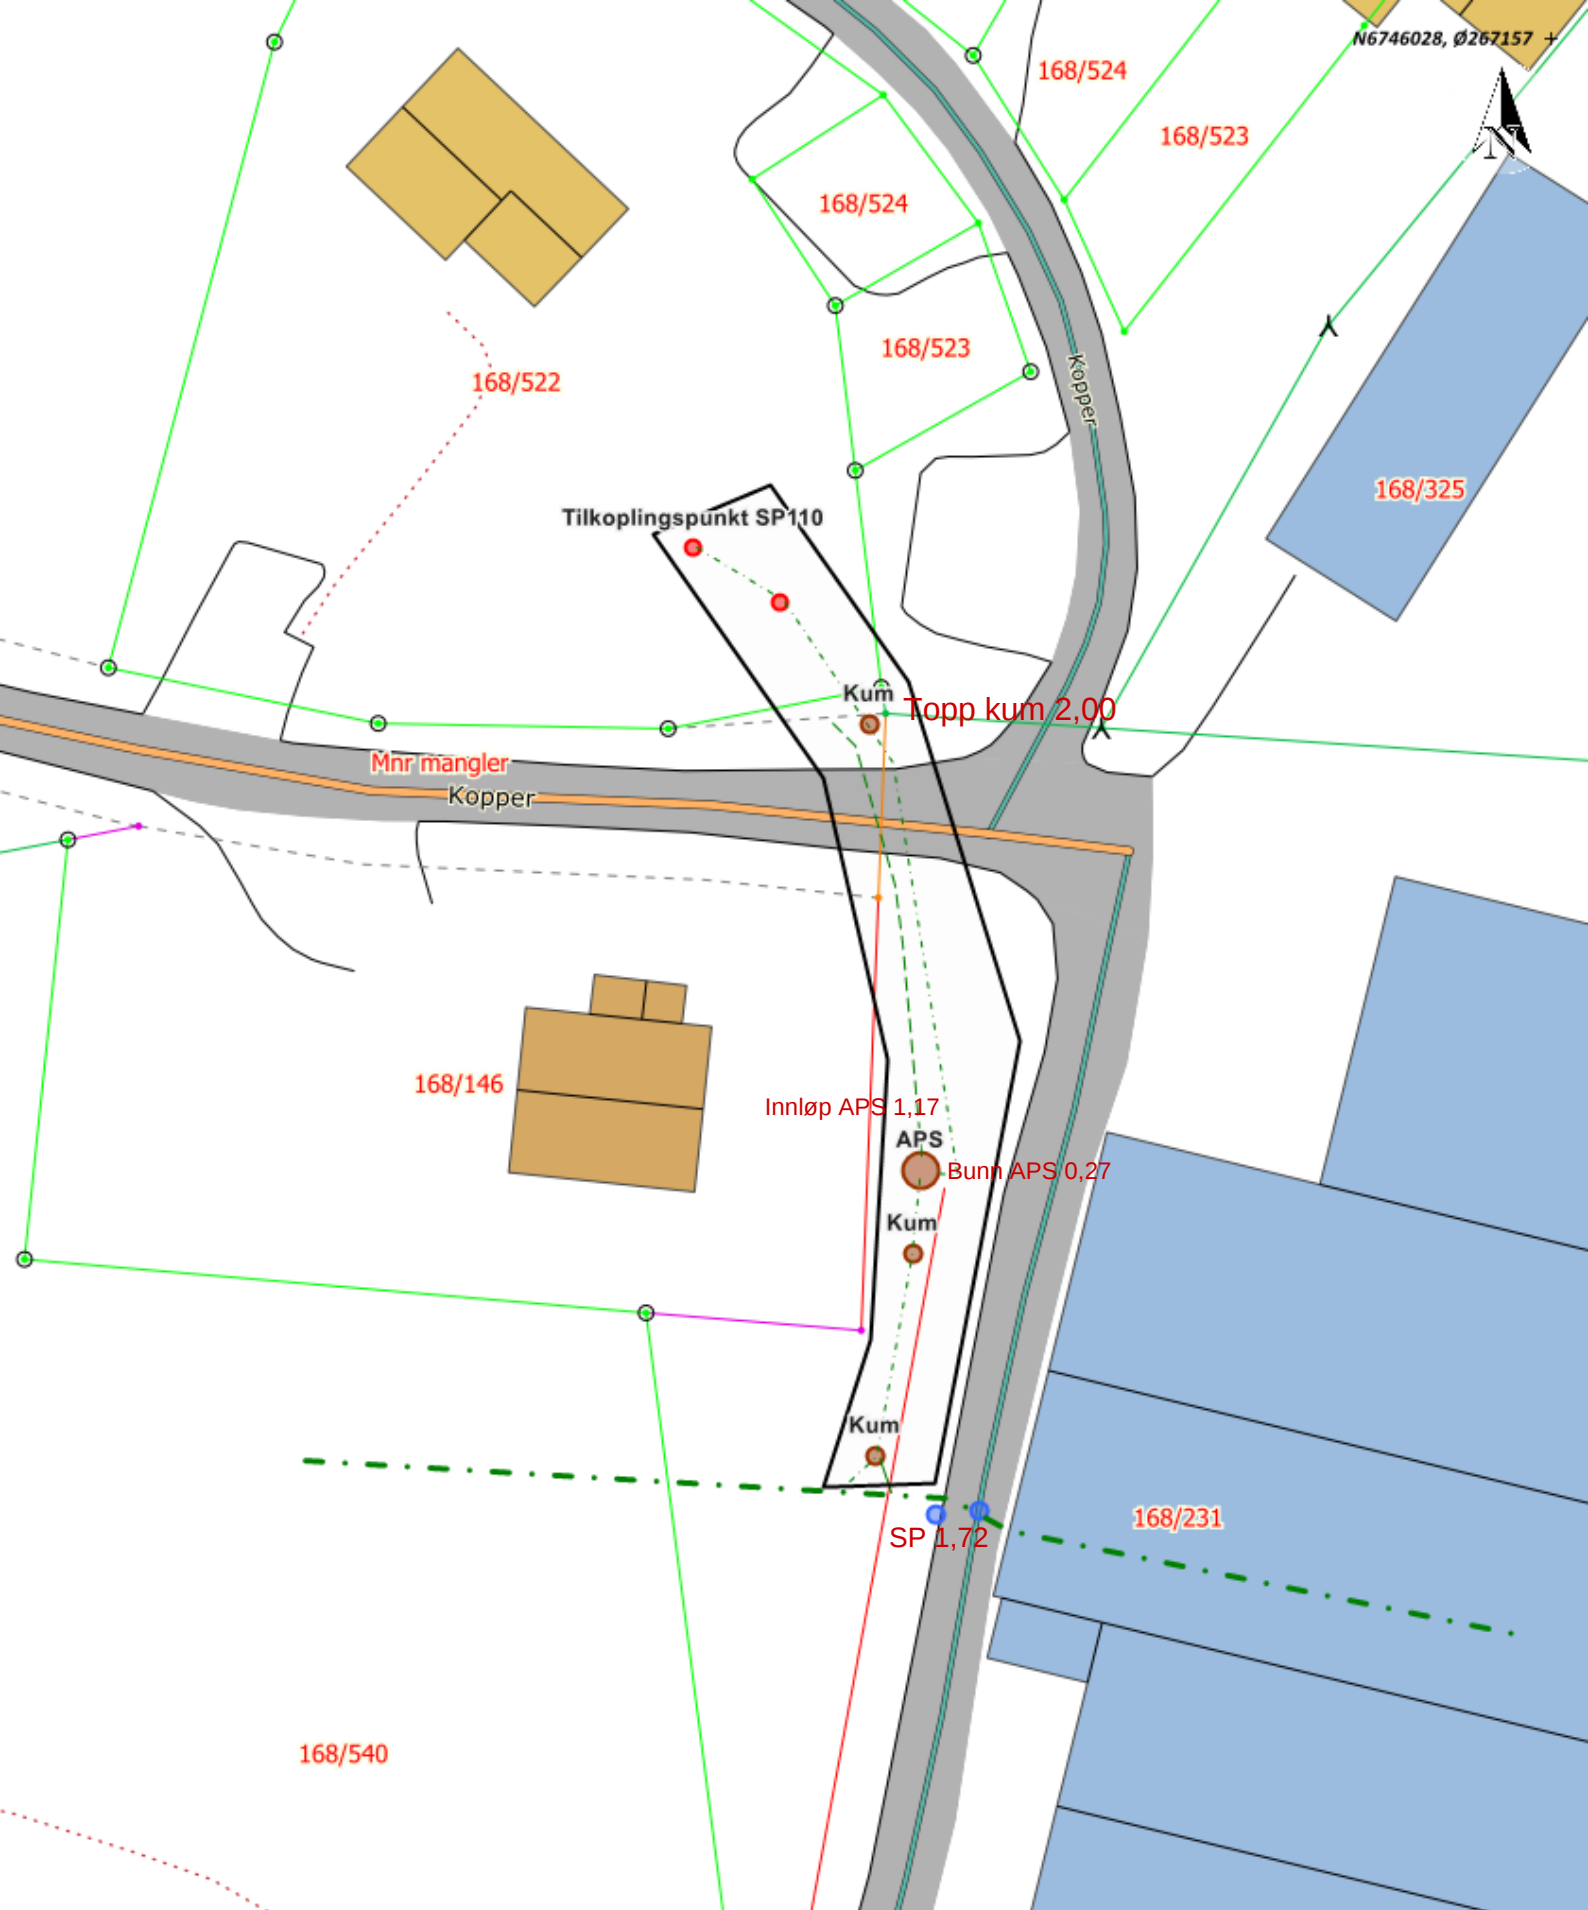 N6746028, Ø267157
168/524
168/523
N
168/524
168/523
168/522
Kopper
168/325
Tilkoplingspunkt SP110
Kum
Topp kum 2,00
Mnr mangler
Kopper
168/146
Innløp APS 1,17
APS
Bunn APS 0,27
Kum
Kum
168/231
SP 1,72
168/540